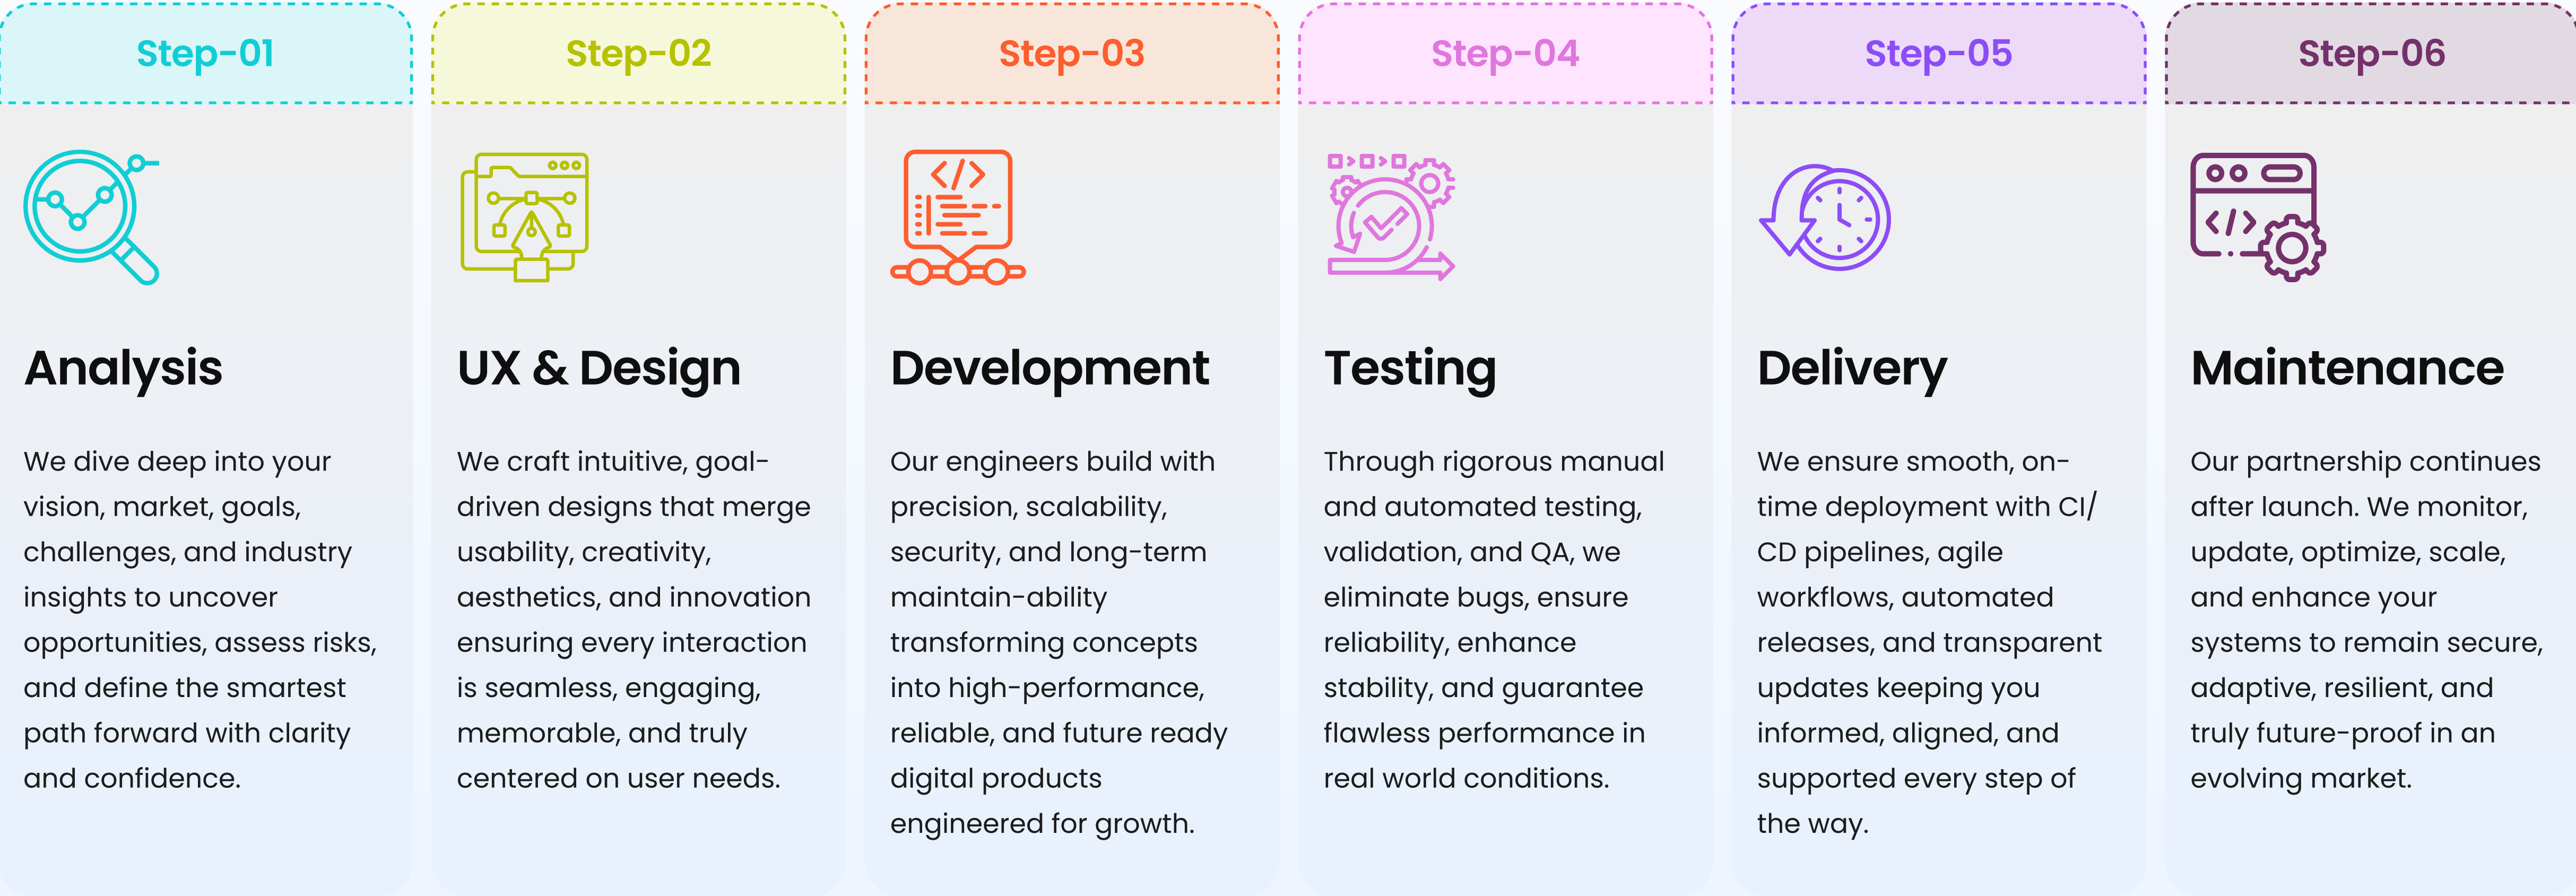 Step-01
Analysis
We dive deep into your
vision, market, goals,
challenges, and industry
insights to uncover
opportunities, assess risks,
and define the smartest
path forward with clarity
and confidence.
Step-02
UX & Design
We craft intuitive, goal-
driven designs that merge
usability, creativity,
aesthetics, and innovation
ensuring every interaction
is seamless, engaging,
memorable, and truly
centered on user needs.
Step-03
Development
Our engineers build with
precision, scalability,
security, and long-term
maintain-ability
transforming concepts
into high-performance,
reliable, and future ready
digital products
engineered for growth.
Step-04
Testing
Through rigorous manual
and automated testing,
validation, and QA, we
eliminate bugs, ensure
reliability, enhance
stability, and guarantee
flawless performance in
real world conditions.
Step-05
Delivery
We ensure smooth, on-
time deployment with CI/
CD pipelines, agile
workflows, automated
releases, and transparent
updates keeping you
informed, aligned, and
supported every step of
the way.
Step-06
Maintenance
Our partnership continues
after launch. We monitor,
update, optimize, scale,
and enhance your
systems to remain secure,
adaptive, resilient, and
truly future-proof in an
evolving market.